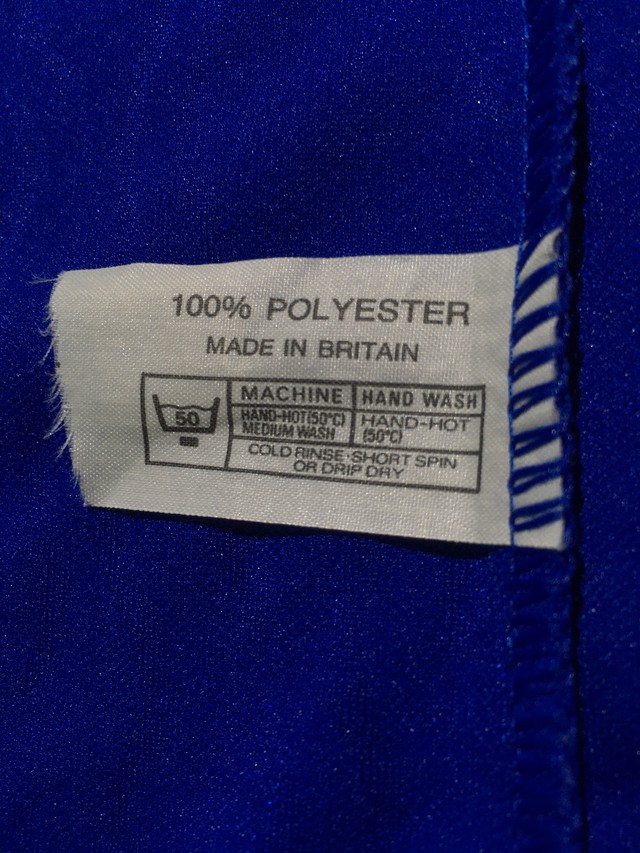 100% POLYESTER
MADE IN BRITAIN
50
MACHINE
HAND-HOT(50°C)
MEDIUM WASH
HAND WASH
HAND-HOT
(50°C)
COLD RINSE·SHORT SPIN
OR DRIP DRY